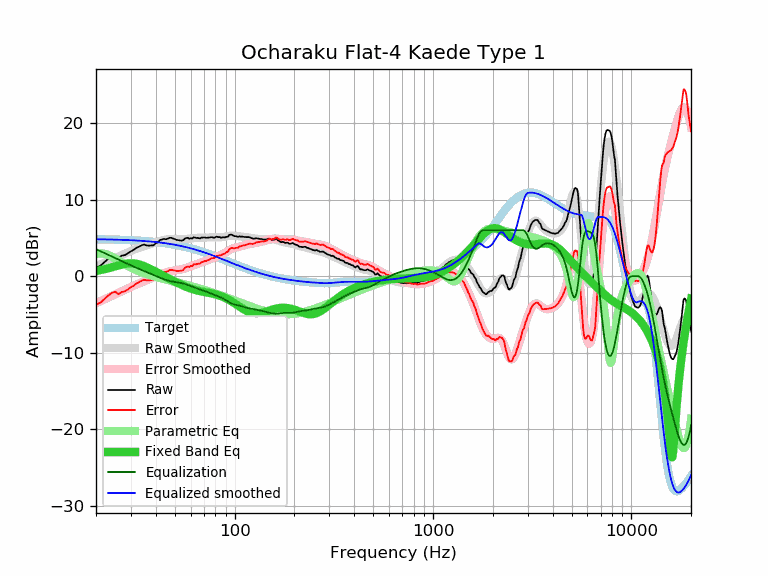 Ocharaku Flat-4 Kaede Type 1
Amplitude (dBr)
20
10
0
−10
−20
−30
Target
Raw Smoothed
Error Smoothed
Raw
Error
Parametric Eq
Fixed Band Eq
Equalization
Equalized smoothed
100 1000 10000
Frequency (Hz)